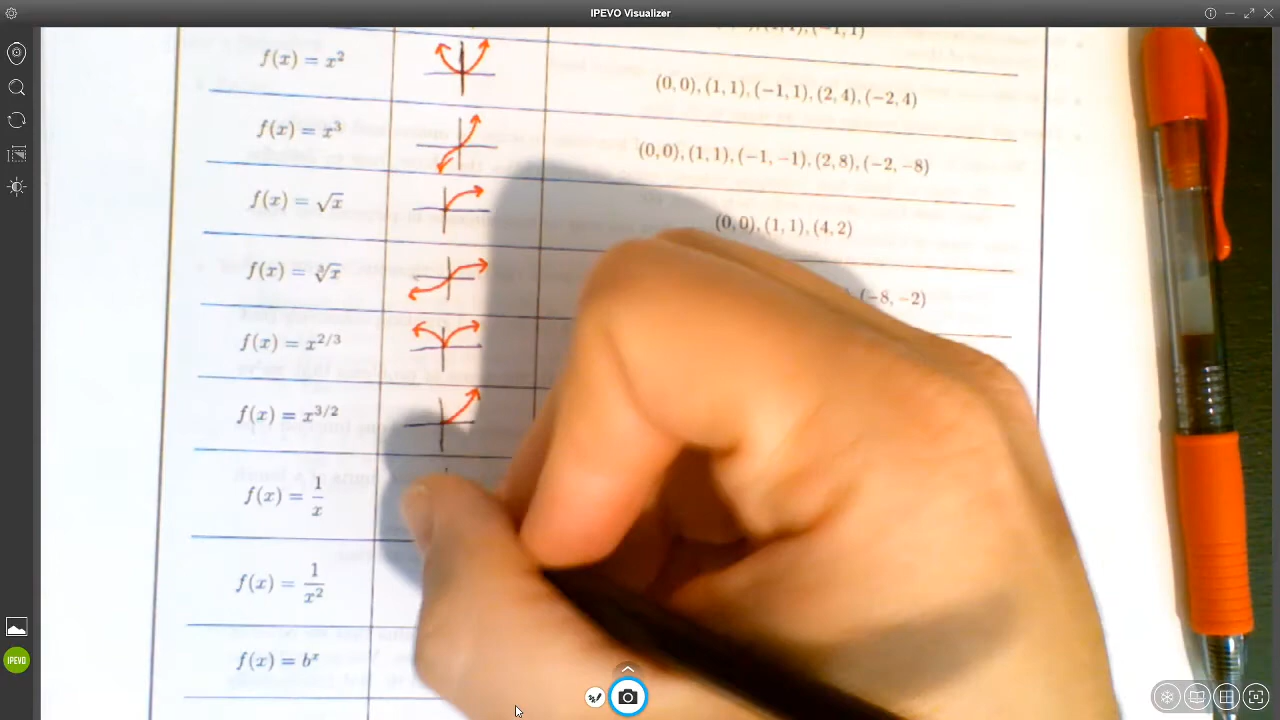 IPEVO Visualizer
f(x) = x²
(0, 0), (1, 1), (−1, 1), (2, 4), (−2, 4)
f(x) = x³
(0, 0), (1, 1), (−1, −1), (2, 8), (−2, −8)
f(x) = √x
(0, 0), (1, 1), (4, 2)
f(x) = ∛x
(−8, −2)
f(x) = x^{2/3}
f(x) = x^{3/2}
f(x) = 1/x
f(x) = 1/x²
f(x) = bˣ
IPEVO